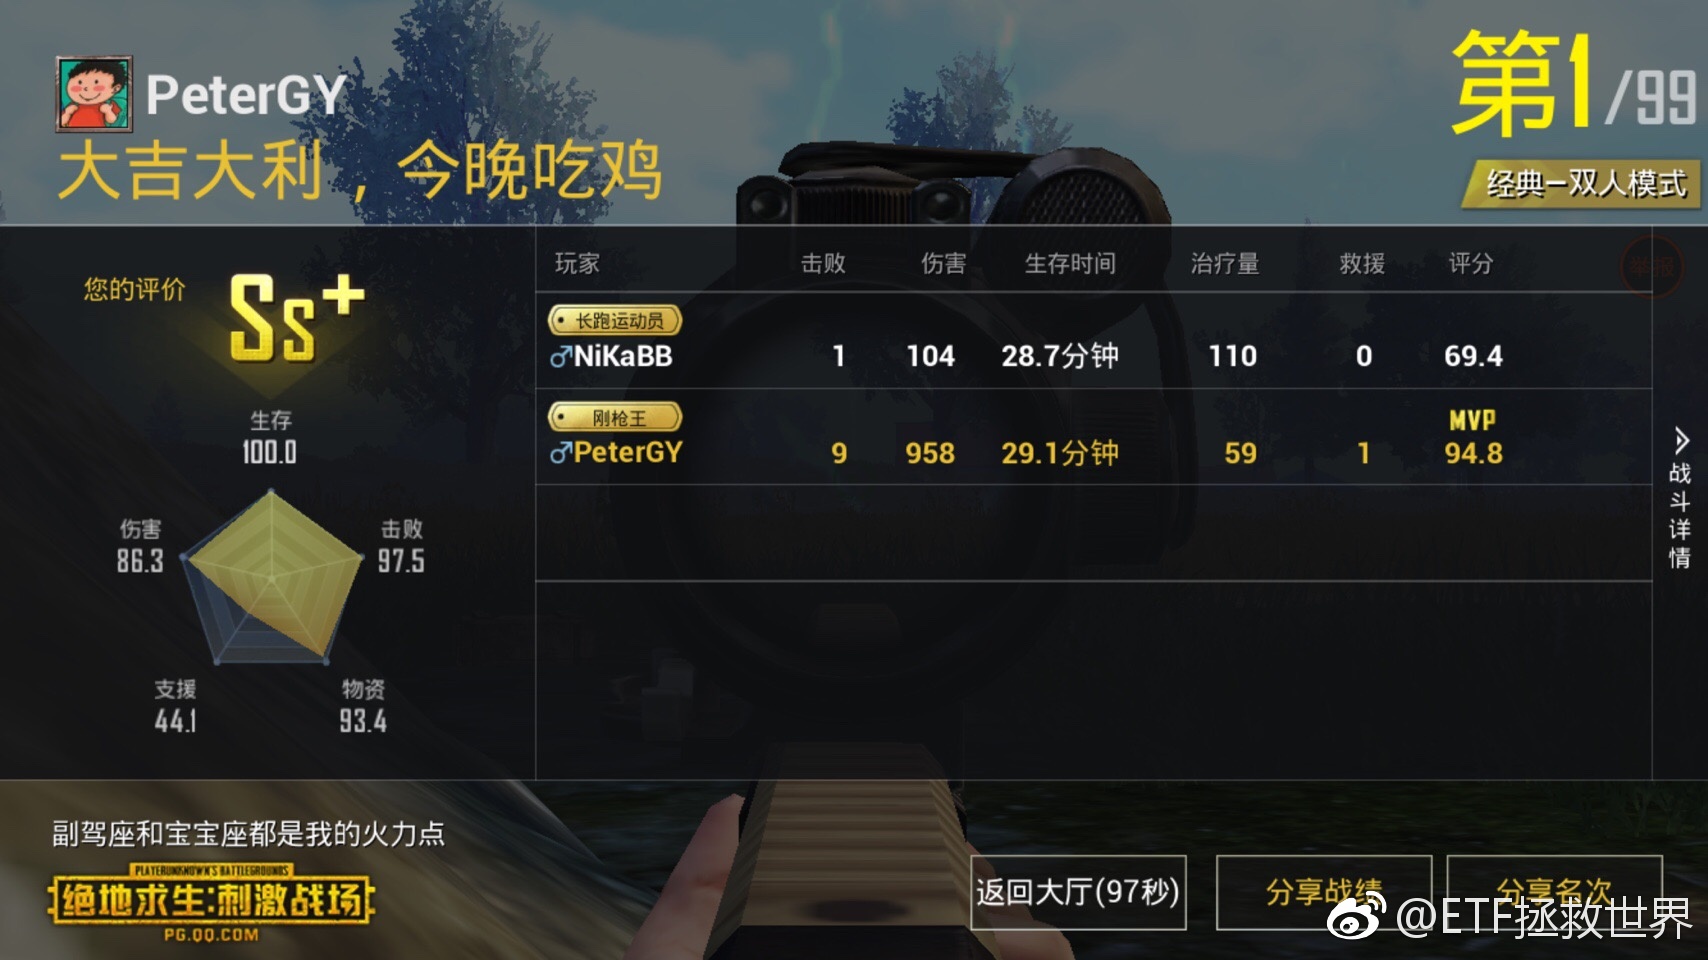 PeterGY
大吉大利，今晚吃鸡
第1/99
经典-双人模式
您的评价
Ss+
生存
100.0
伤害
86.3
击败
97.5
支援
44.1
物资
93.4
玩家 击败 伤害 生存时间 治疗量 救援 评分
举报
长跑运动员
♂NiKaBB 1 104 28.7分钟 110 0 69.4
刚枪王
MVP
♂PeterGY 9 958 29.1分钟 59 1 94.8
战斗详情
副驾座和宝宝座都是我的火力点
PLAYERUNKNOWN'S BATTLEGROUNDS
绝地求生:刺激战场
PG.QQ.COM
返回大厅(97秒)
分享战绩
分享名次
@ETF拯救世界